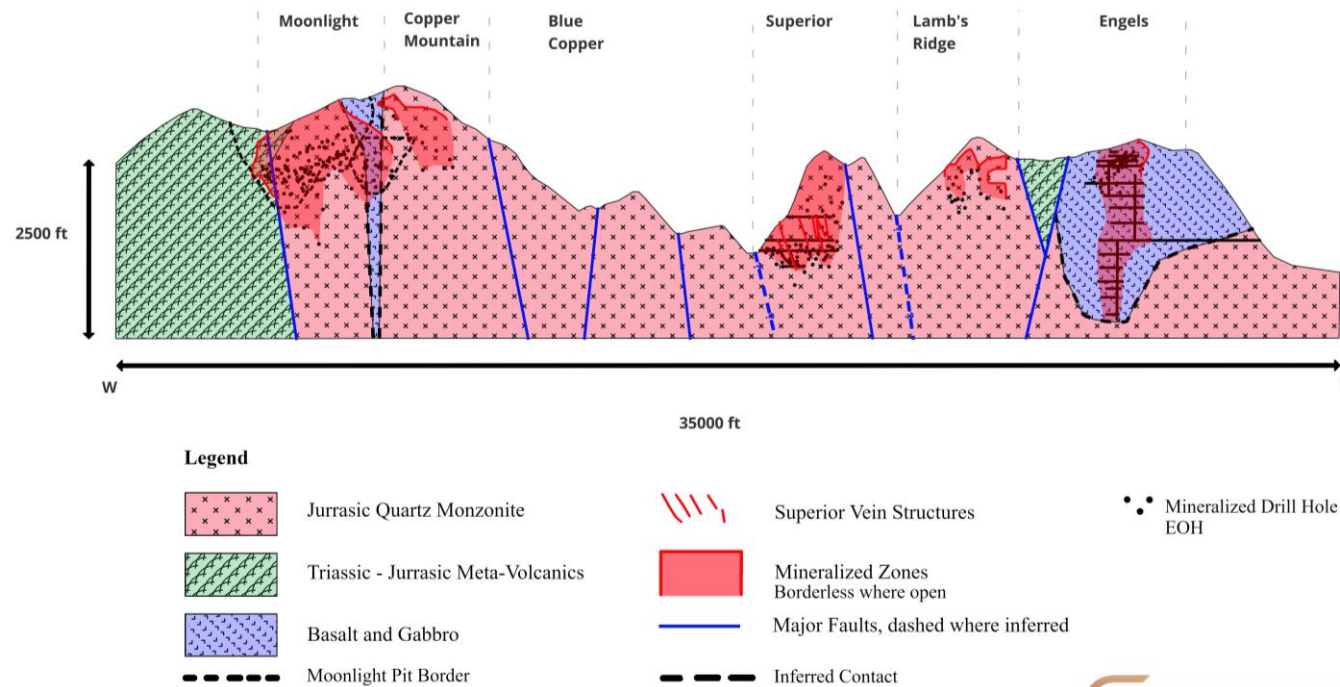 Moonlight
Copper
Mountain
Blue
Copper
Superior
Lamb's
Ridge
Engels
2500 ft
W
35000 ft
Legend
Jurrasic Quartz Monzonite
Triassic - Jurrasic Meta-Volcanics
Basalt and Gabbro
Moonlight Pit Border
Superior Vein Structures
Mineralized Zones
Borderless where open
Major Faults, dashed where inferred
Inferred Contact
Mineralized Drill Hole
EOH